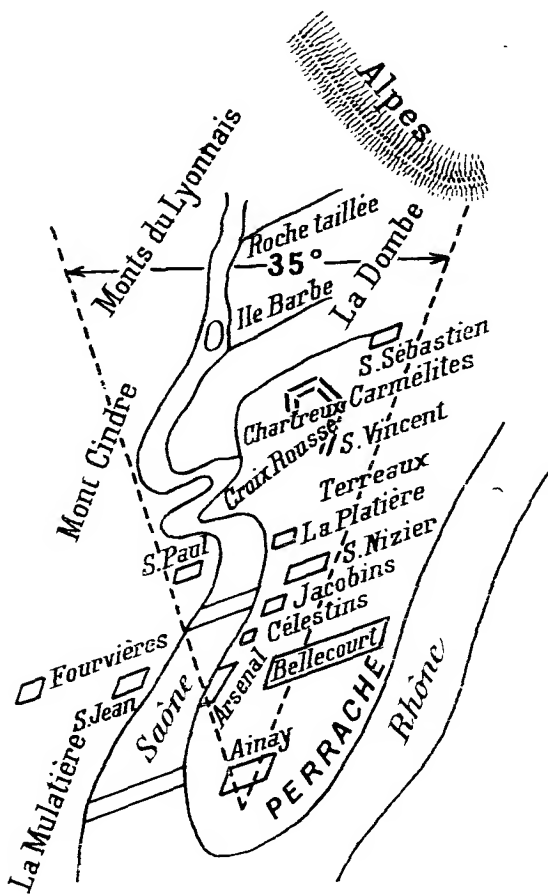 Alpes
Monts du Lyonnais
Roche taillée
35°
La Dombe
Ile Barbe
S. Sébastien
Carmélites
Chartreux
Croix Rousse
S. Vincent
Mont Cindre
Terreaux
La Platière
S. Nizier
S. Paul
Jacobins
Célestins
Fourvières
Bellecourt
S. Jean
Saône
Arsenal
Rhône
Ainay
PERRACHE
La Mulatière